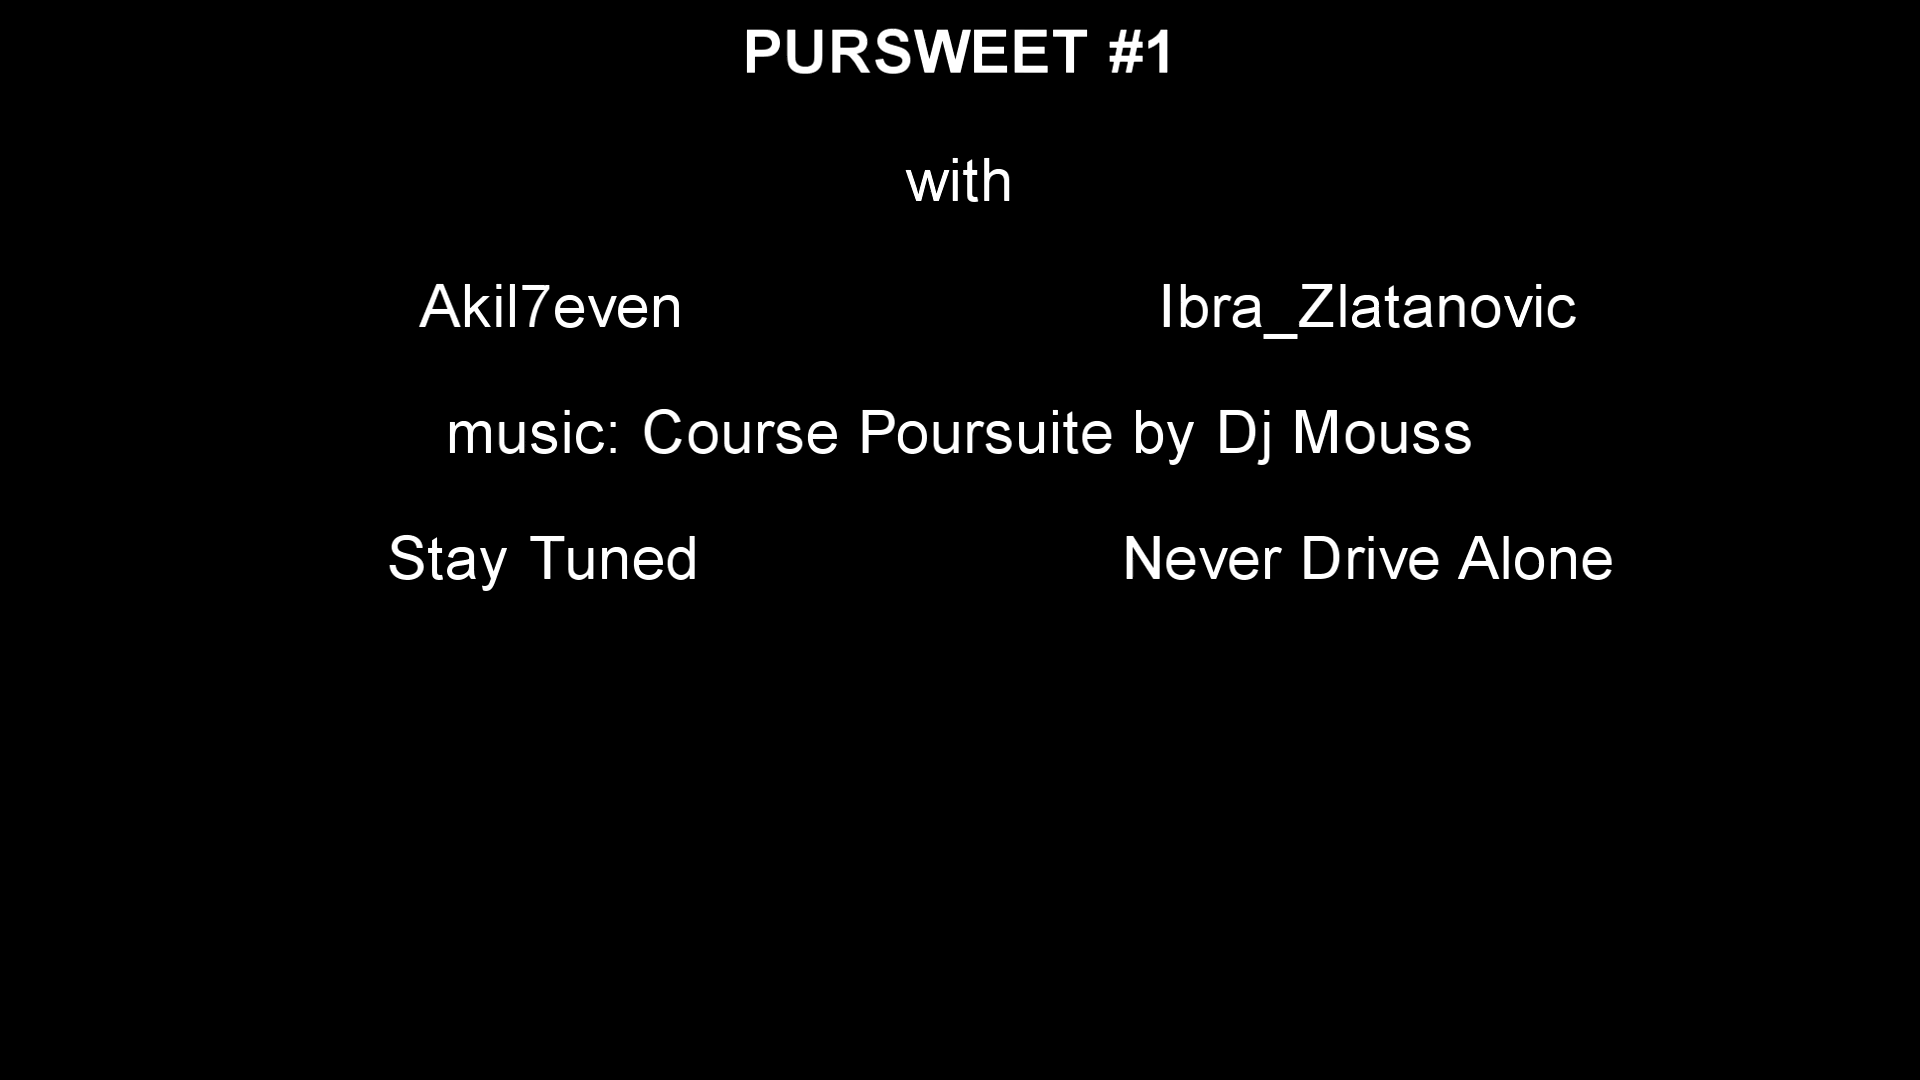 PURSWEET #1
with
Akil7even Ibra_Zlatanovic
music: Course Poursuite by Dj Mouss
Stay Tuned Never Drive Alone